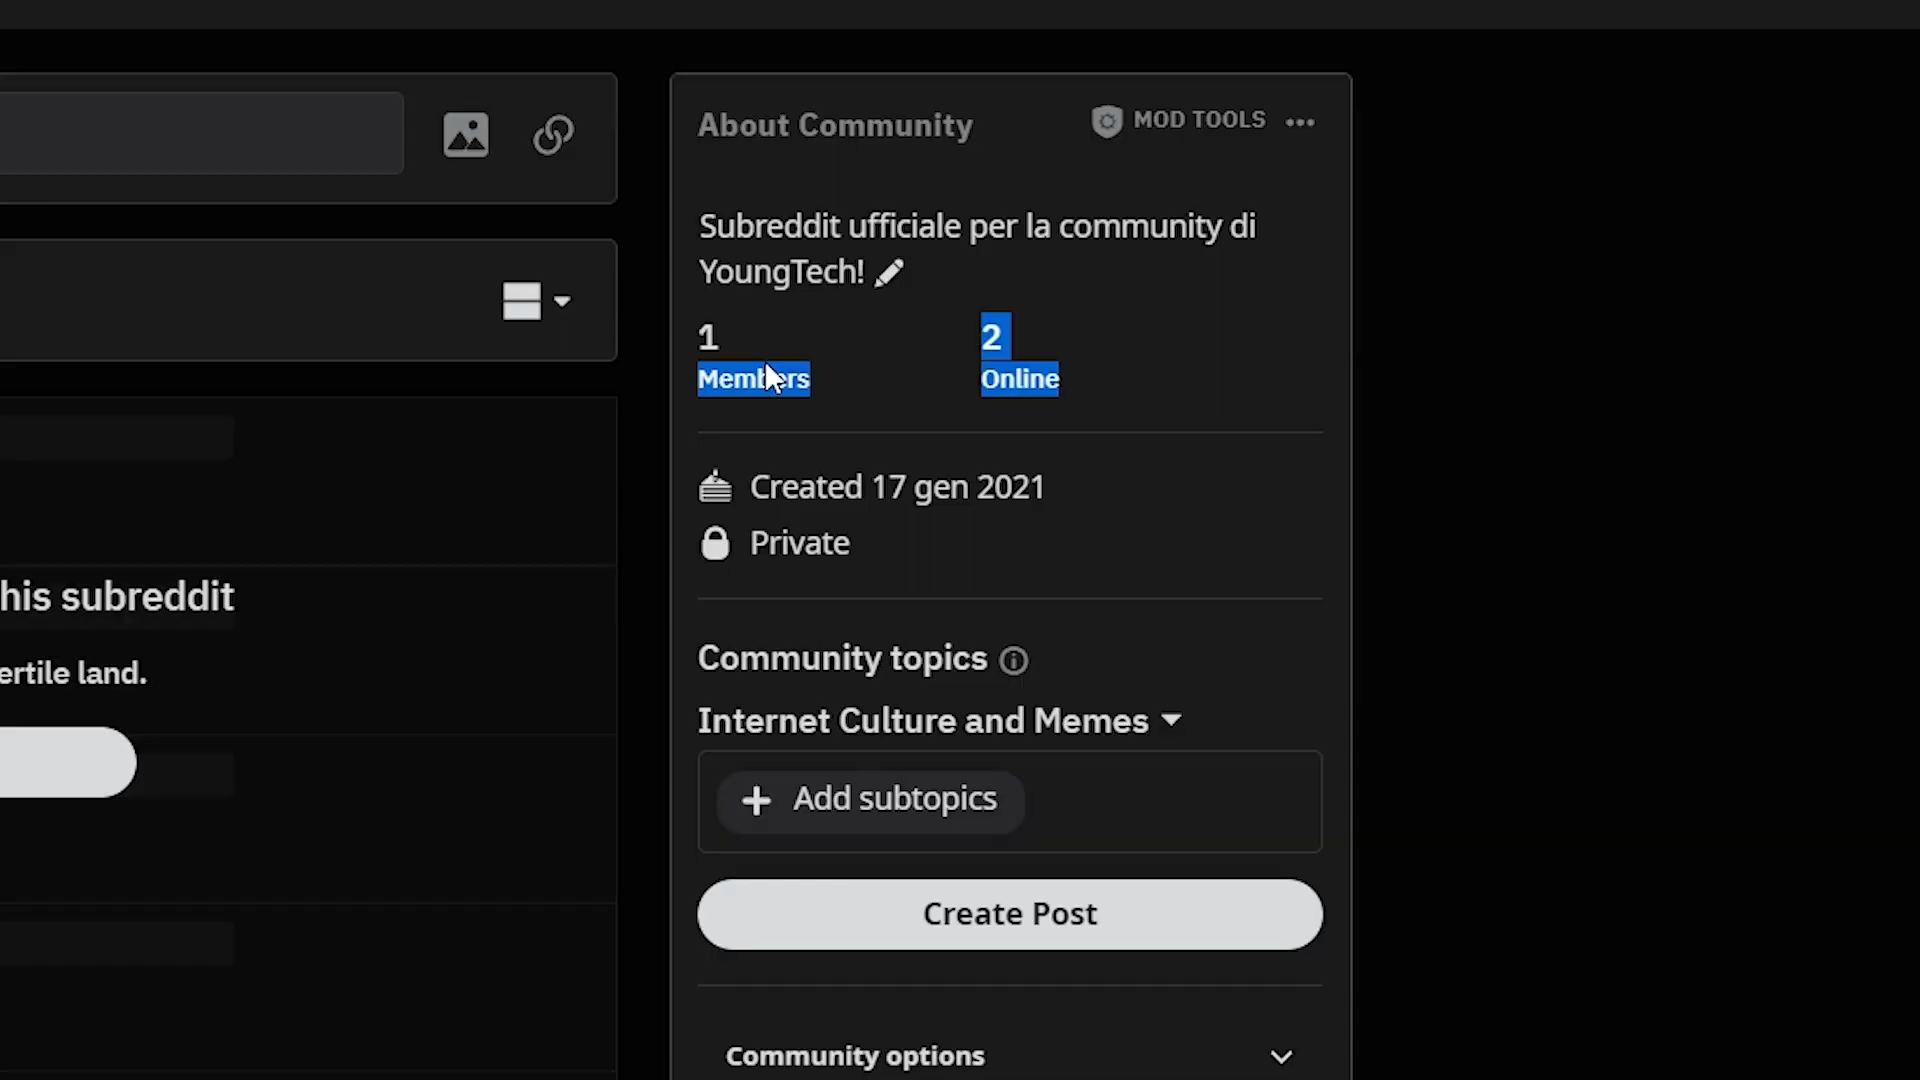 About Community
MOD TOOLS
Subreddit ufficiale per la community di
YoungTech!
1
2
Members
Online
Created 17 gen 2021
Private
his subreddit
ertile land.
Community topics
Internet Culture and Memes
Add subtopics
Create Post
Community options